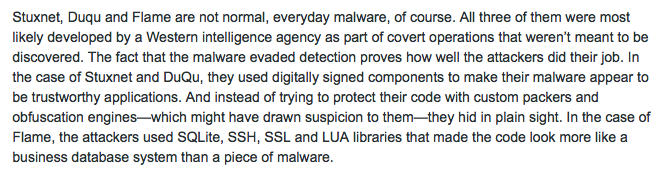 Stuxnet, Duqu and Flame are not normal, everyday malware, of course. All three of them were most
likely developed by a Western intelligence agency as part of covert operations that weren’t meant to be
discovered. The fact that the malware evaded detection proves how well the attackers did their job. In
the case of Stuxnet and DuQu, they used digitally signed components to make their malware appear to
be trustworthy applications. And instead of trying to protect their code with custom packers and
obfuscation engines—which might have drawn suspicion to them—they hid in plain sight. In the case of
Flame, the attackers used SQLite, SSH, SSL and LUA libraries that made the code look more like a
business database system than a piece of malware.